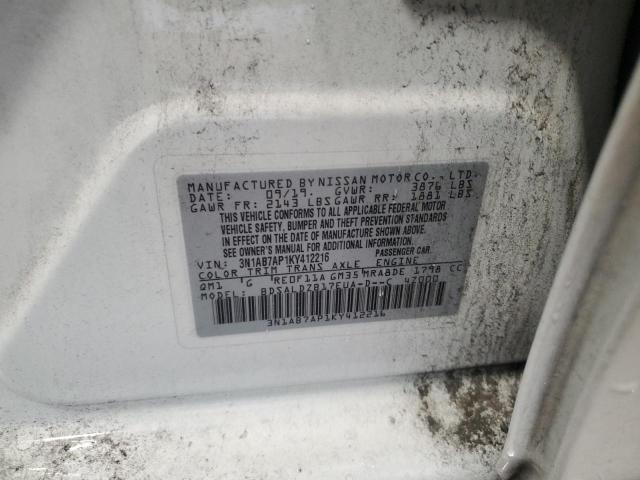 MANUFACTURED BY NISSAN MOTOR CO., LTD.
DATE: 09/19. GVWR: 3876 LBS
GAWR FR: 2143 LBS GAWR RR: 1881 LBS
THIS VEHICLE CONFORMS TO ALL APPLICABLE FEDERAL MOTOR
VEHICLE SAFETY, BUMPER AND THEFT PREVENTION STANDARDS
IN EFFECT ON THE DATE OF MANUFACTURE SHOWN ABOVE.
SEE OWNER'S MANUAL FOR ADDITIONAL INFORMATION.
VIN: 3N1AB7AP1KY412216 PASSENGER CAR.
COLOR TRIM TRANS AXLE ENGINE
QM1 G RE0F11A GM35 MRA8DE 1798 CC
MODEL: BDSALDZB17EUA-D--C 4Z000
3N1AB7AP1KY412216